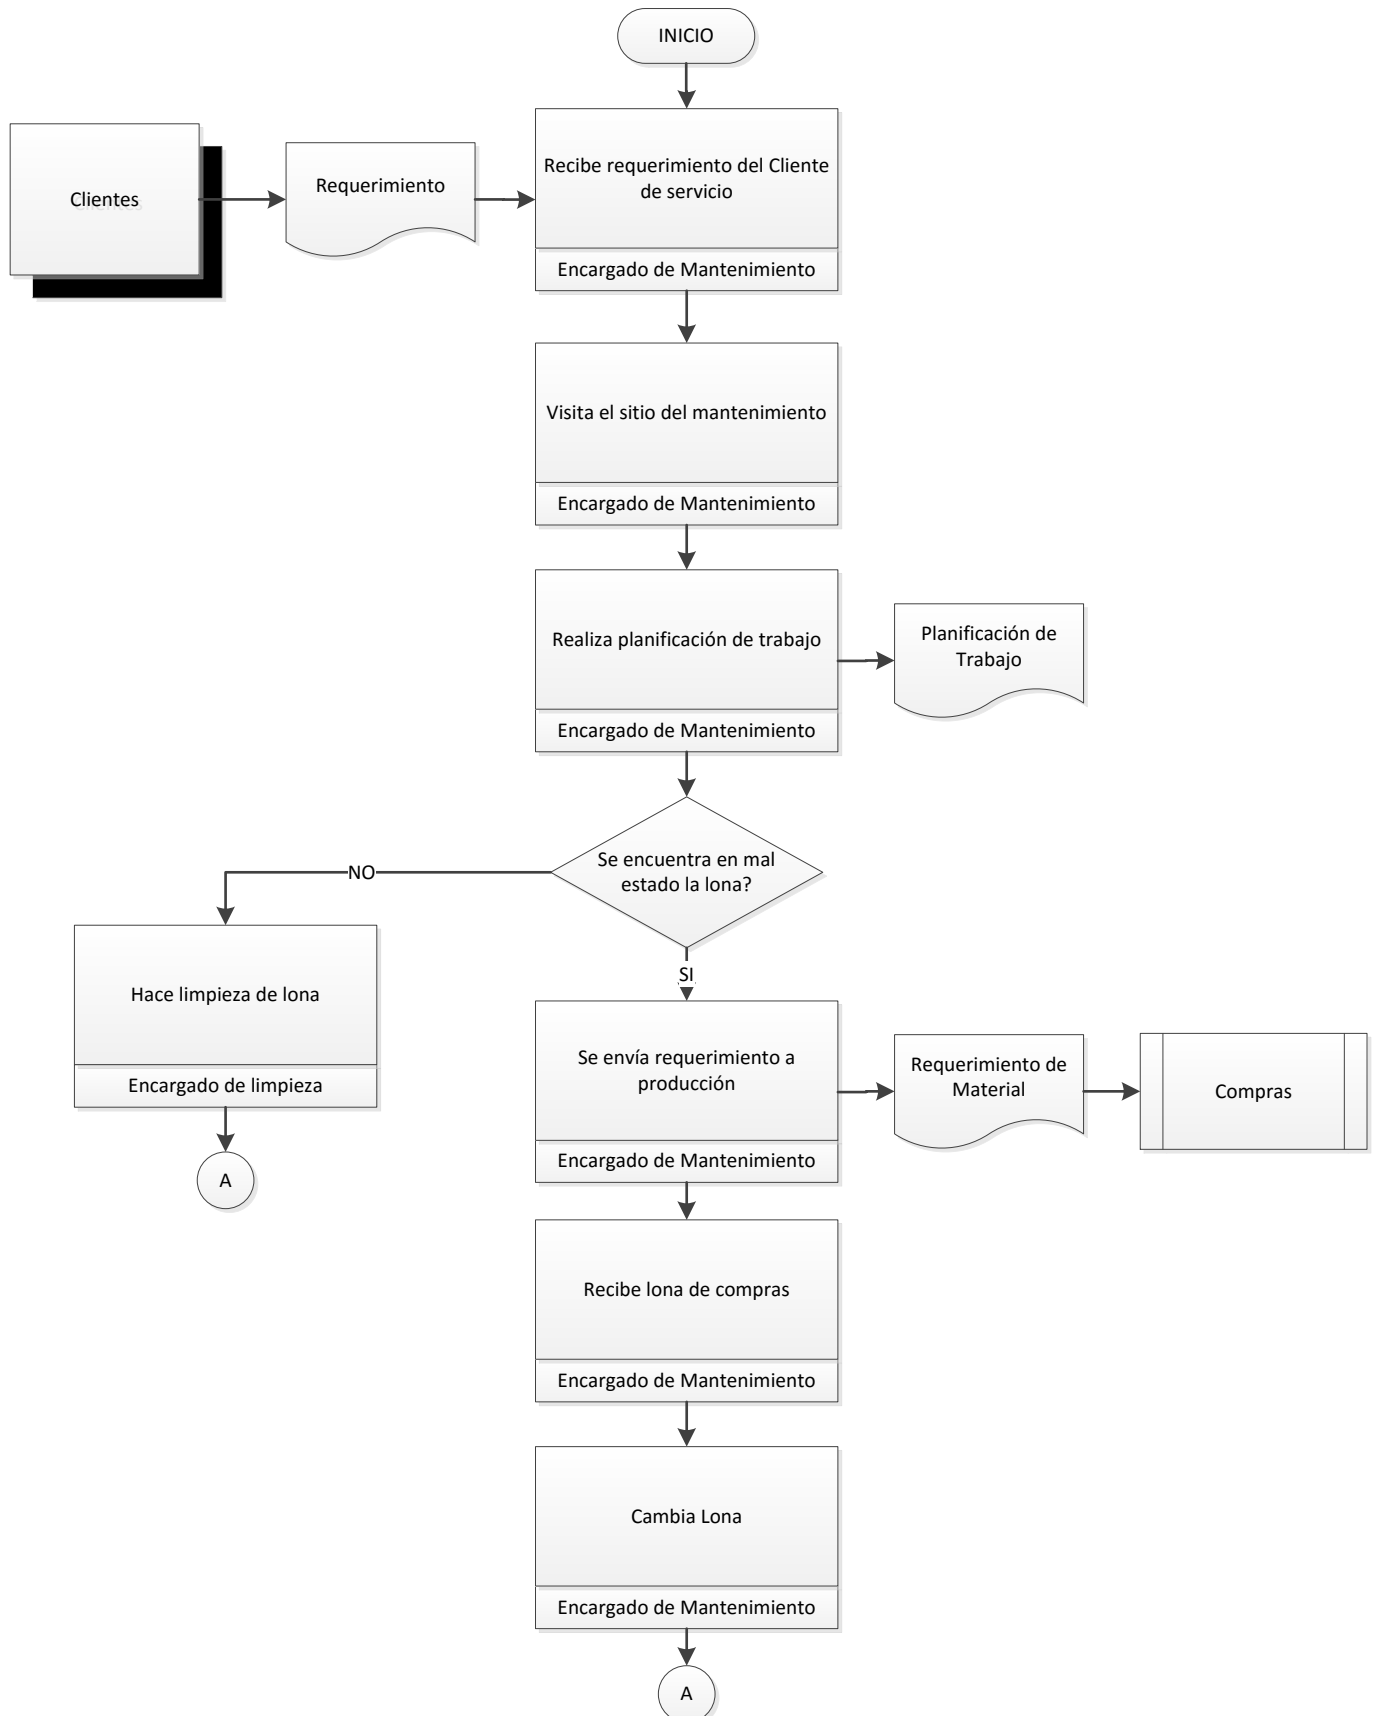 INICIO
Clientes
Requerimiento
Recibe requerimiento del Cliente
de servicio
Encargado de Mantenimiento
Visita el sitio del mantenimiento
Encargado de Mantenimiento
Realiza planificación de trabajo
Encargado de Mantenimiento
Planificación de
Trabajo
Se encuentra en mal
estado la lona?
NO
SI
Hace limpieza de lona
Encargado de limpieza
A
Se envía requerimiento a
producción
Encargado de Mantenimiento
Requerimiento de
Material
Compras
Recibe lona de compras
Encargado de Mantenimiento
Cambia Lona
Encargado de Mantenimiento
A